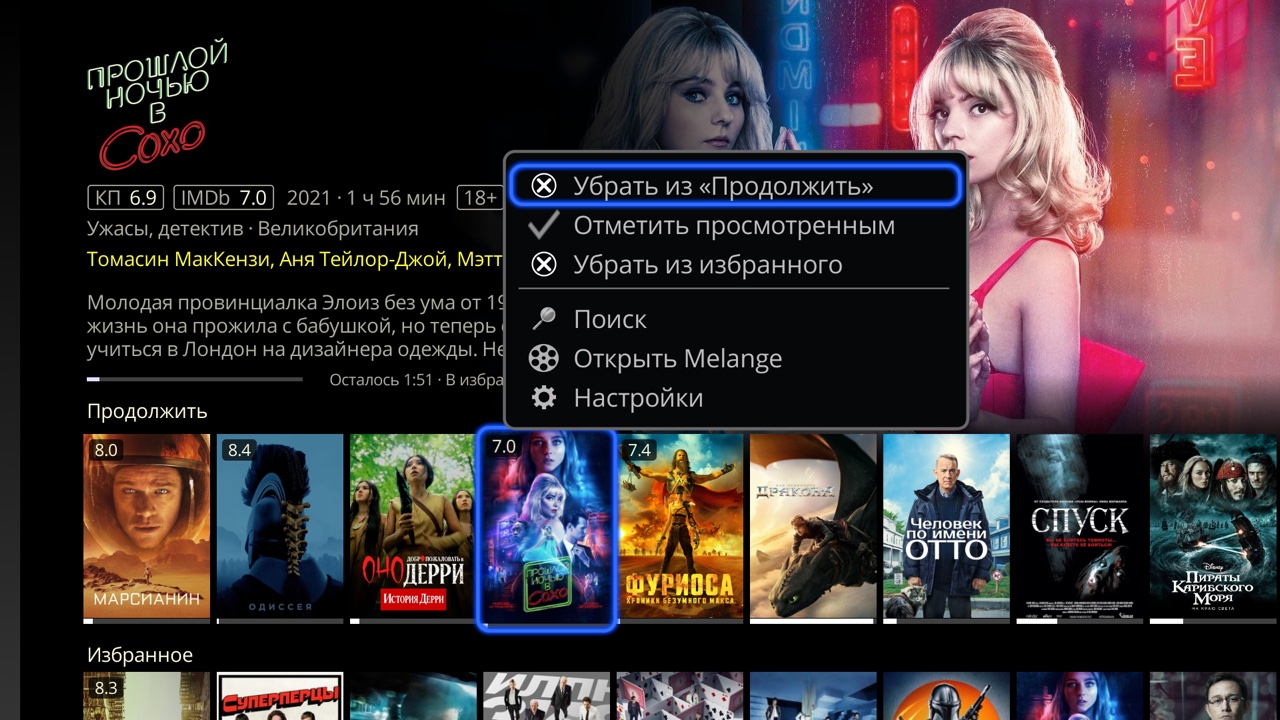 ПРОШЛОЙ
НОЧЬЮ
В
СОХО
КП 6.9 IMDb 7.0 2021 · 1 ч 56 мин 18+
Ужасы, детектив · Великобритания
Томасин МакКензи, Аня Тейлор-Джой, Мэтт
Молодая провинциалка Элоиз без ума от 19
жизнь она прожила с бабушкой, но теперь
учиться в Лондон на дизайнера одежды. Не
Осталось 1:51 · В избра
Убрать из «Продолжить»
Отметить просмотренным
Убрать из избранного
Поиск
Открыть Melange
Настройки
Продолжить
8.0
МАРСИАНИН
8.4
ОДИССЕЯ
ДОБРО ПОЖАЛОВАТЬ В
ОНО ДЕРРИ
ИСТОРИЯ ДЕРРИ
7.0
ПРОШЛОЙ
НОЧЬЮ
В
СОХО
7.4
ФУРИОСА
ХРОНИКИ БЕЗУМНОГО МАКСА
ДРАКОНА
Человек
по имени
ОТТО
СПУСК
Disney
ПИРАТЫ
КАРИБСКОГО
МОРЯ
НА КРАЮ СВЕТА
Избранное
8.3
СУПЕРПЕРЦЫ